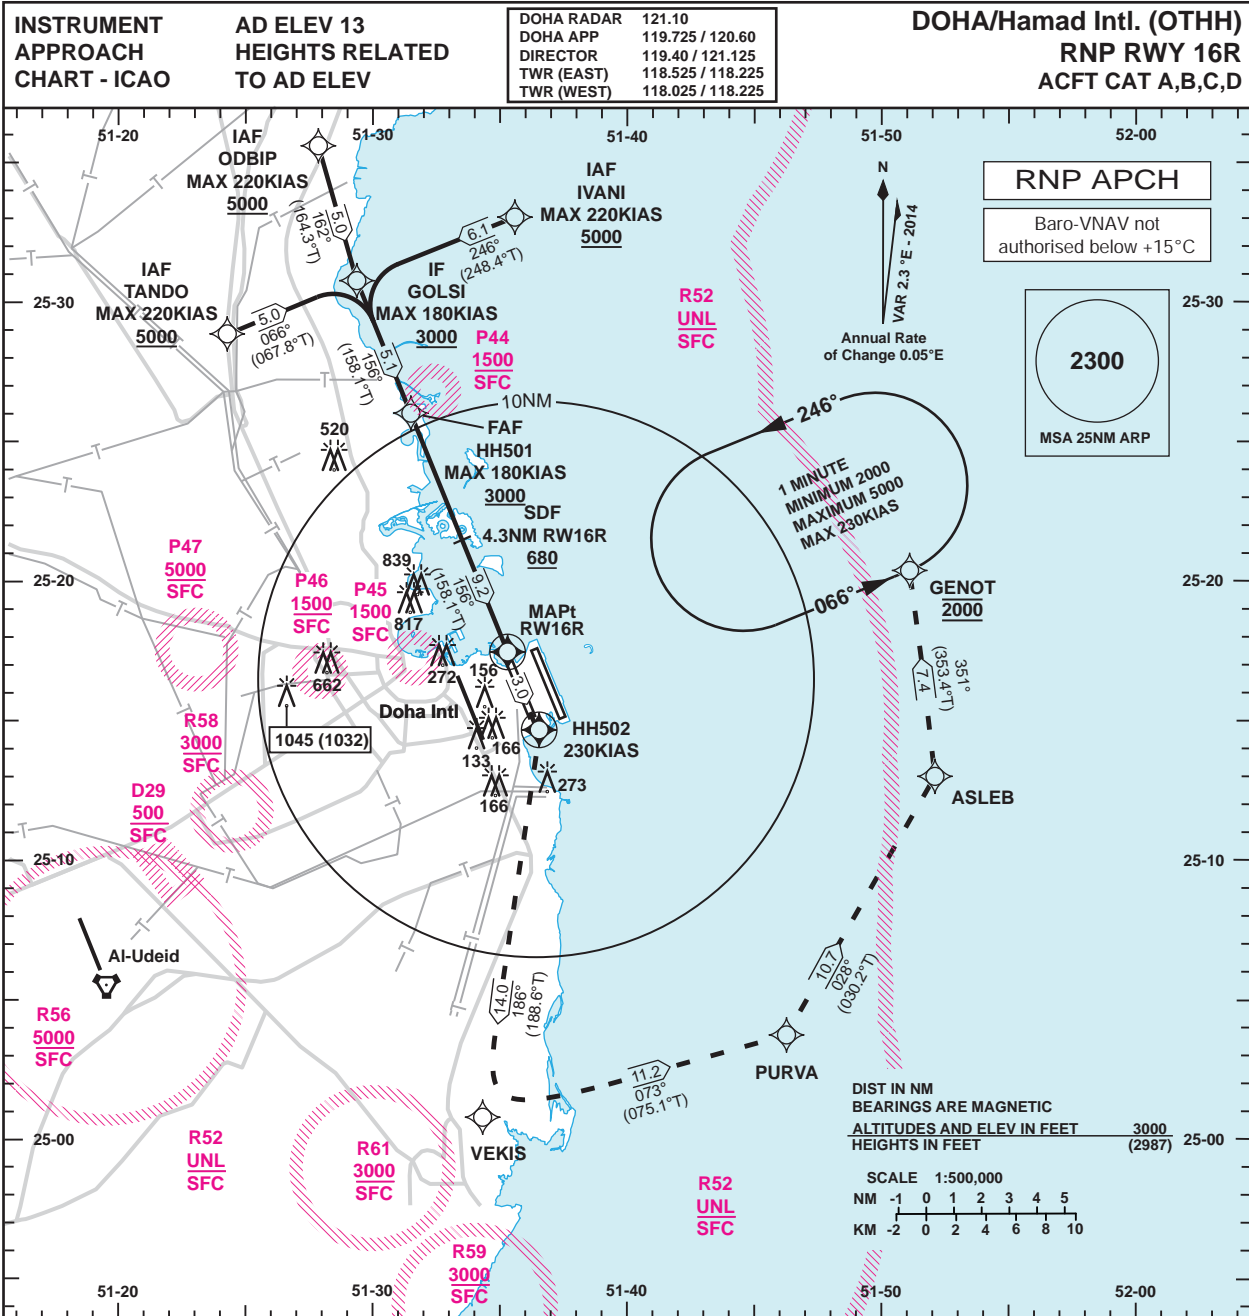 INSTRUMENT
APPROACH
CHART - ICAO
AD ELEV 13
HEIGHTS RELATED
TO AD ELEV
DOHA RADAR 121.10
DOHA APP 119.725 / 120.60
DIRECTOR 119.40 / 121.125
TWR (EAST) 118.525 / 118.225
TWR (WEST) 118.025 / 118.225
DOHA/Hamad Intl. (OTHH)
RNP RWY 16R
ACFT CAT A,B,C,D
51-20
51-30
51-40
51-50
52-00
IAF
ODBIP
MAX 220KIAS
5000
5.0
162°
(164.3°T)
IAF
IVANI
MAX 220KIAS
5000
6.1
246°
(248.4°T)
N
VAR 2.3 °E - 2014
Annual Rate
of Change 0.05°E
RNP APCH
Baro-VNAV not
authorised below +15°C
2300
MSA 25NM ARP
IAF
TANDO
MAX 220KIAS
5000
5.0
066°
(067.8°T)
IF
GOLSI
MAX 180KIAS
3000
5.1
156°
(158.1°T)
25-30
25-30
R52
UNL
SFC
P44
1500
SFC
10NM
FAF
HH501
MAX 180KIAS
3000
SDF
4.3NM RW16R
680
520
246°
1 MINUTE
MINIMUM 2000
MAXIMUM 5000
MAX 230KIAS
066°
GENOT
2000
25-20
25-20
P47
5000
SFC
P46
1500
SFC
P45
1500
SFC
839
817
9.2
156°
(158.1°T)
MAPt
RW16R
662
272
156
3.0
351°
(353.4°T)
7.4
R58
3000
SFC
1045 (1032)
Doha Intl
133
166
166
HH502
230KIAS
273
ASLEB
D29
500
SFC
25-10
25-10
Al-Udeid
R56
5000
SFC
14.0
186°
(188.6°T)
10.7
028°
(030.2°T)
PURVA
11.2
073°
(075.1°T)
VEKIS
25-00
25-00
R52
UNL
SFC
R61
3000
SFC
R59
3000
SFC
R52
UNL
SFC
DIST IN NM
BEARINGS ARE MAGNETIC
ALTITUDES AND ELEV IN FEET 3000
HEIGHTS IN FEET (2987)
SCALE 1:500,000
NM -1 0 1 2 3 4 5
KM -2 0 2 4 6 8 10
51-20
51-30
51-40
51-50
52-00